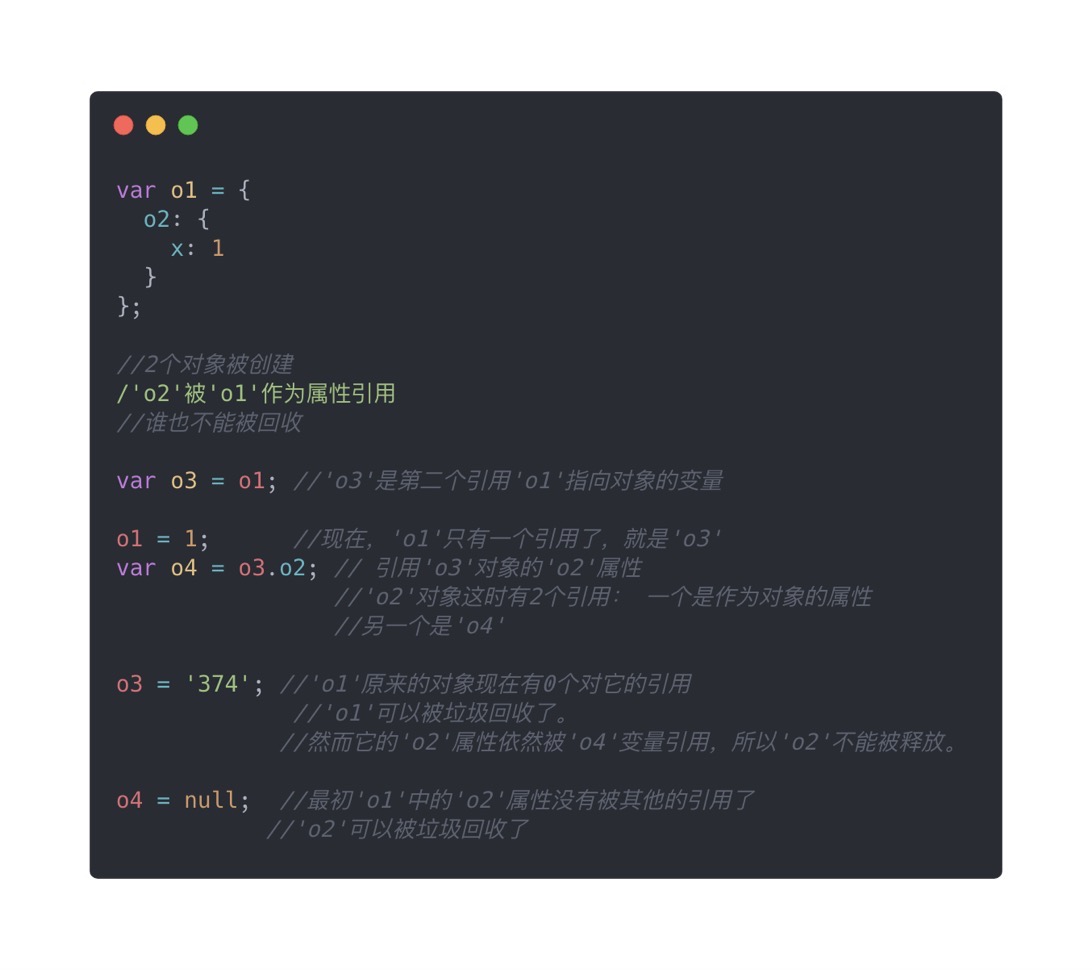 var o1 = {
  o2: {
    x: 1
  }
};
//2个对象被创建
/'o2'被'o1'作为属性引用
//谁也不能被回收
var o3 = o1; //'o3'是第二个引用'o1'指向对象的变量
o1 = 1;      //现在，'o1'只有一个引用了，就是'o3'
var o4 = o3.o2; // 引用'o3'对象的'o2'属性
                //'o2'对象这时有2个引用： 一个是作为对象的属性
                //另一个是'o4'
o3 = '374'; //'o1'原来的对象现在有0个对它的引用
             //'o1'可以被垃圾回收了。
            //然而它的'o2'属性依然被'o4'变量引用，所以'o2'不能被释放。
o4 = null;  //最初'o1'中的'o2'属性没有被其他的引用了
           //'o2'可以被垃圾回收了